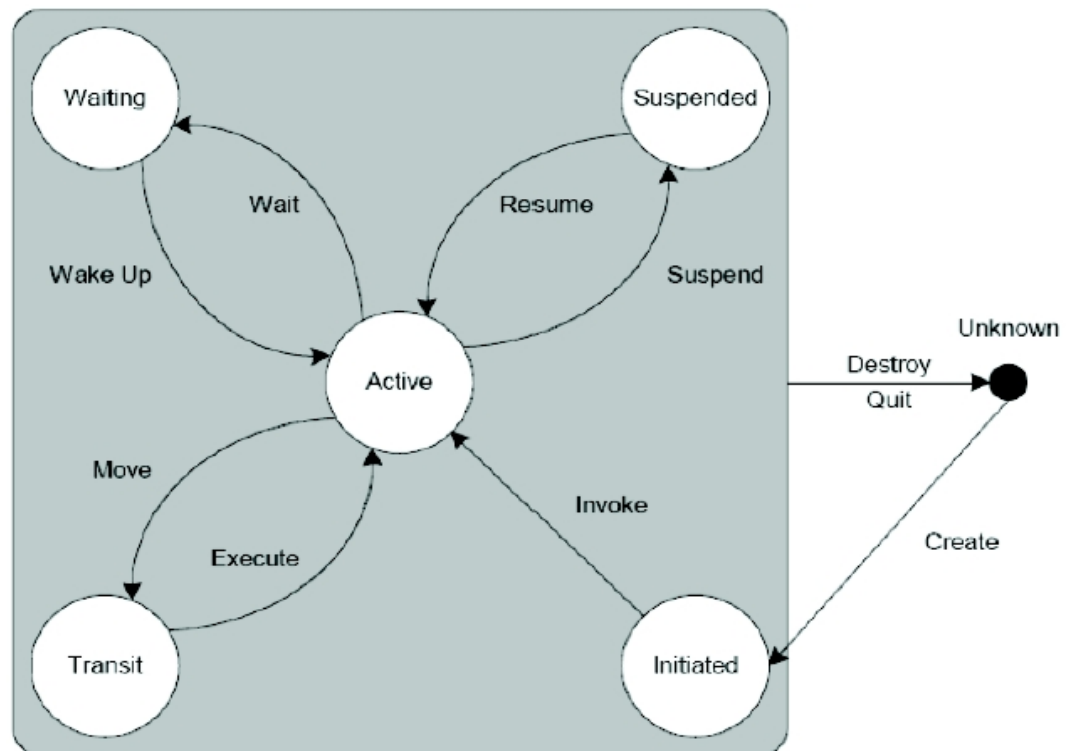 Waiting
Suspended
Wait
Resume
Wake Up
Suspend
Unknown
Destroy
Quit
Active
Move
Invoke
Execute
Create
Transit
Initiated